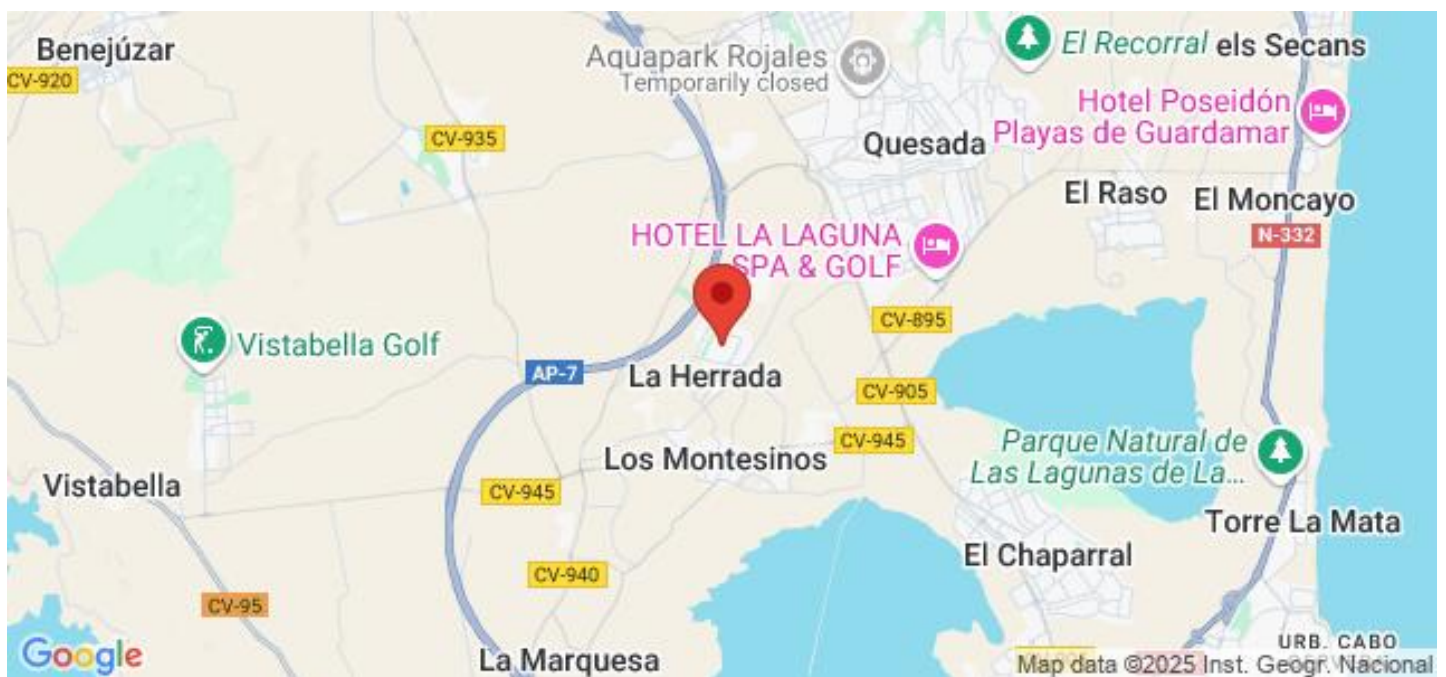 Benejúzar
CV-920
Aquapark Rojales
Temporarily closed
El Recorral
els Secans
Hotel Poseidón
Playas de Guardamar
CV-935
Quesada
El Raso
El Moncayo
N-332
HOTEL LA LAGUNA
SPA & GOLF
CV-895
Vistabella Golf
AP-7
La Herrada
CV-905
CV-945
Parque Natural de
Las Lagunas de La...
Los Montesinos
Vistabella
CV-945
Torre La Mata
El Chaparral
CV-940
CV-95
URB. CABO
Google
La Marquesa
Map data ©2025 Inst. Geogr. Nacional